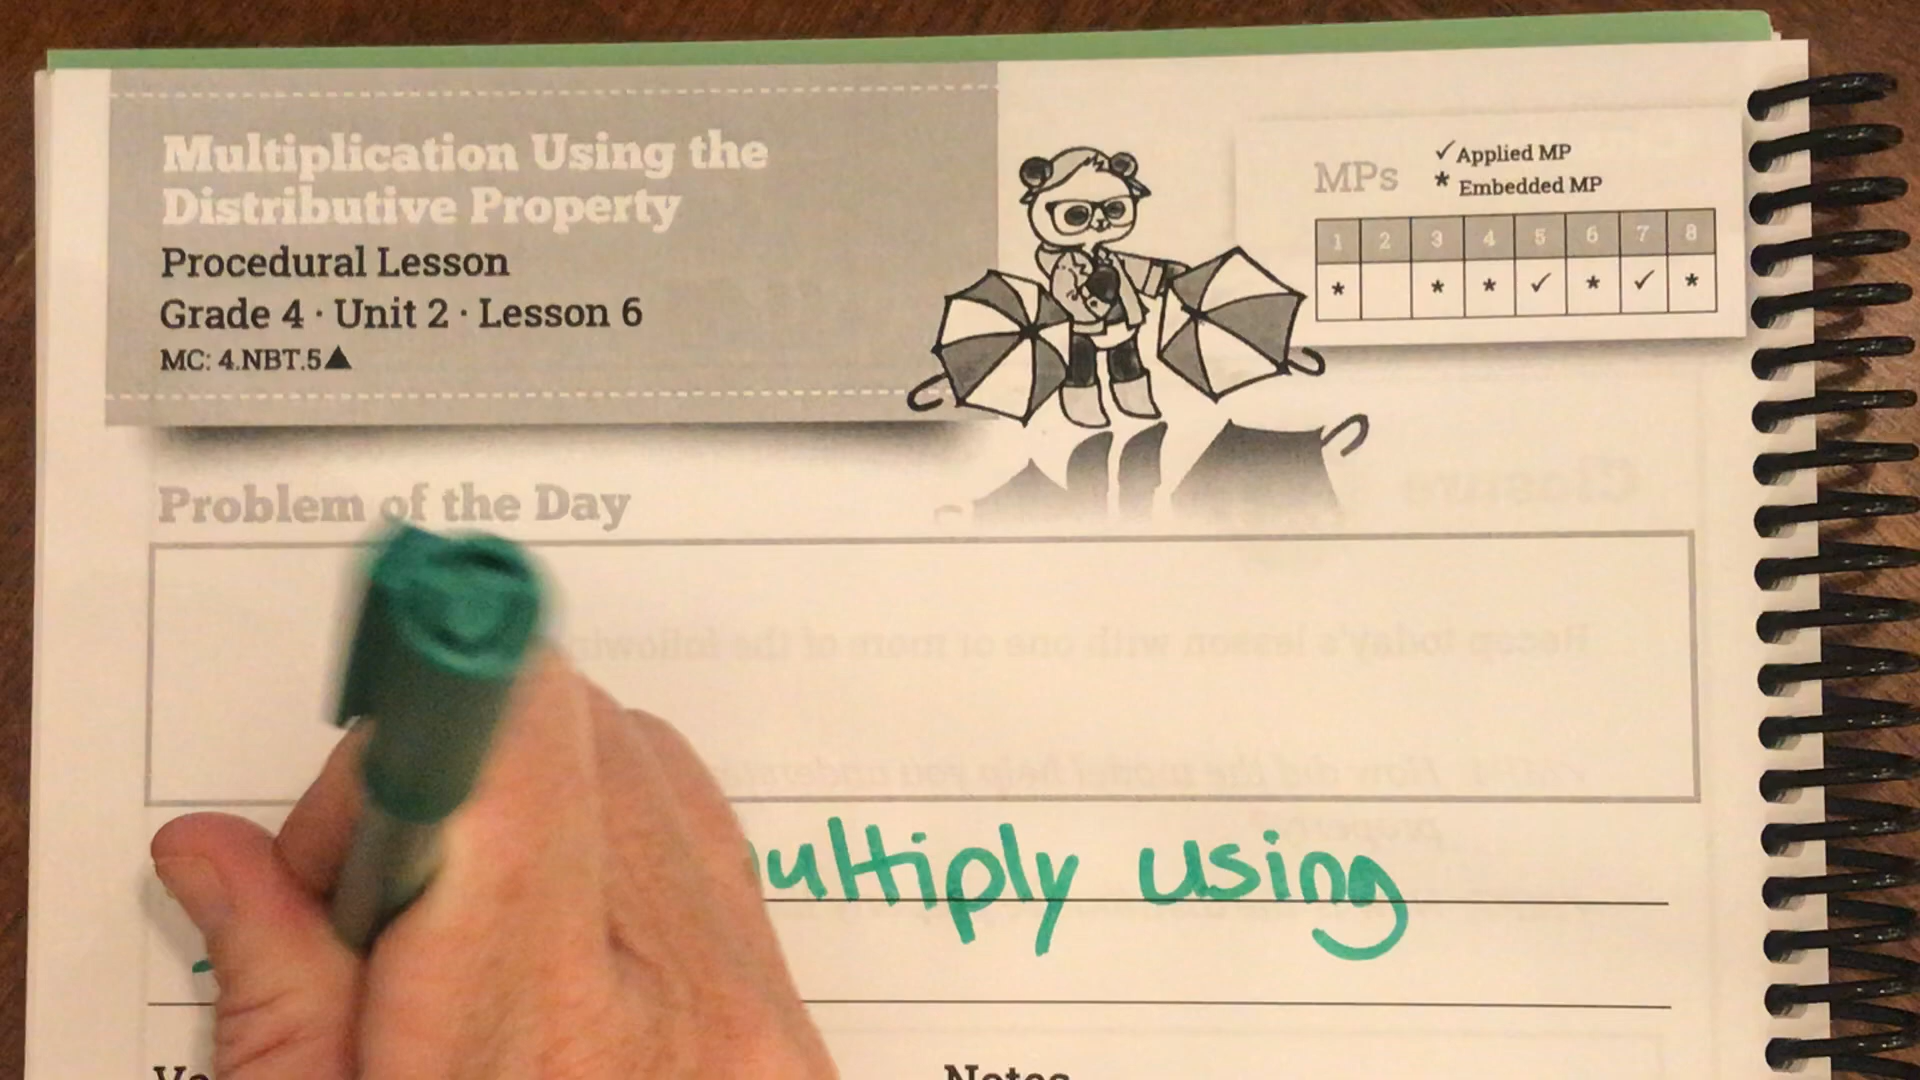 Multiplication Using the
Distributive Property
Procedural Lesson
Grade 4 · Unit 2 · Lesson 6
MC: 4.NBT.5▲
MPs
✓ Applied MP
* Embedded MP
1 2 3 4 5 6 7 8
* * * ✓ * ✓ *
Problem of the Day
using
Notes